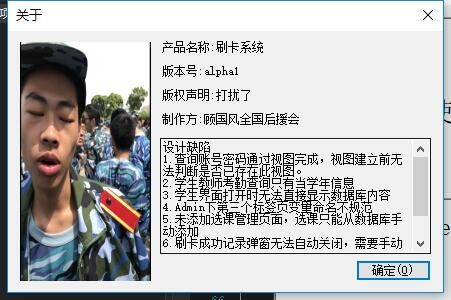 关于
产品名称:刷卡系统
版本号:alpha1
版权声明:打扰了
制作方:顾国风全国后援会
设计缺陷
1.查询账号密码通过视图完成，视图建立前无
法判断是否已存在此视图。
2.学生教师考勤查询只有当学年信息
3.学生界面打开时无法直接显示数据库内容
4.Admin下第三个标签页变量命名不规范
5.未添加选课管理页面，选课只能从数据库手
动添加
6.刷卡成功记录弹窗无法自动关闭，需要手动
确定(O)